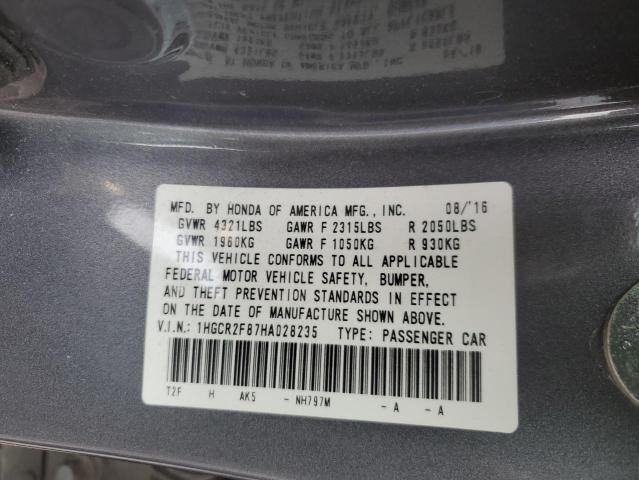 MFD. BY HONDA OF AMERICA MFG., INC. 08/'16
GVWR 4321LBS GAWR F 2315LBS R 2050LBS
GVWR 1960KG GAWR F 1050KG R 930KG
THIS VEHICLE CONFORMS TO ALL APPLICABLE
FEDERAL MOTOR VEHICLE SAFETY, BUMPER,
AND THEFT PREVENTION STANDARDS IN EFFECT
ON THE DATE OF MANUFACTURE SHOWN ABOVE.
V.I.N.: 1HGCR2F87HA028235 TYPE: PASSENGER CAR
T2F H AK5 - NH797M - A - A